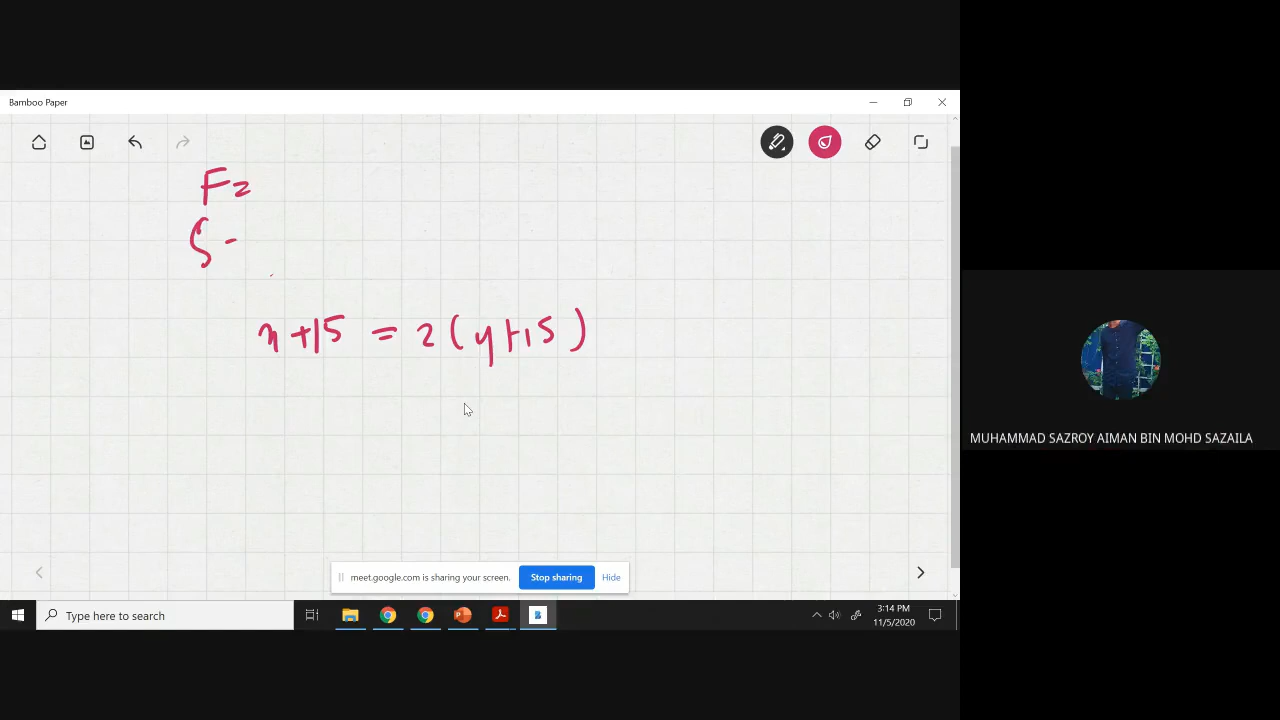 Bamboo Paper
F =
S -
x + 15 = 2 ( y + 15 )
MUHAMMAD SAZROY AIMAN BIN MOHD SAZAILA
meet.google.com is sharing your screen. Stop sharing Hide
Type here to search
3:14 PM
11/5/2020